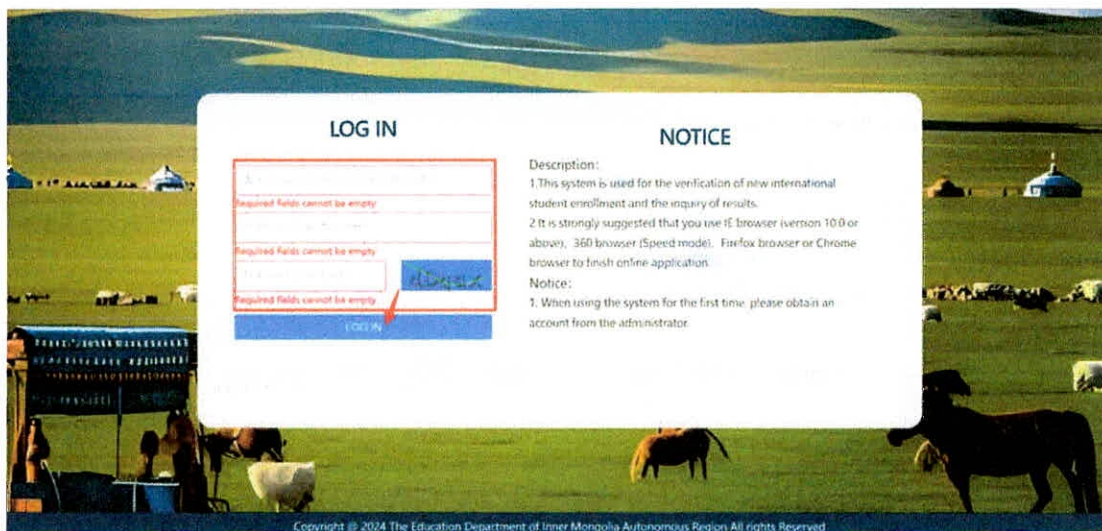 LOG IN
Required fields cannot be empty
Required fields cannot be empty
Required fields cannot be empty
LOG IN
NOTICE
Description:
1.This system is used for the verification of new international
student enrollment and the inquiry of results.
2 It is strongly suggested that you use IE browser (version 10.0 or
above), 360 browser (Speed mode), Firefox browser or Chrome
browser to finish online application
Notice:
1. When using the system for the first time, please obtain an
account from the administrator.
Copyright @ 2024 The Education Department of Inner Mongolia Autonomous Region All rights Reserved